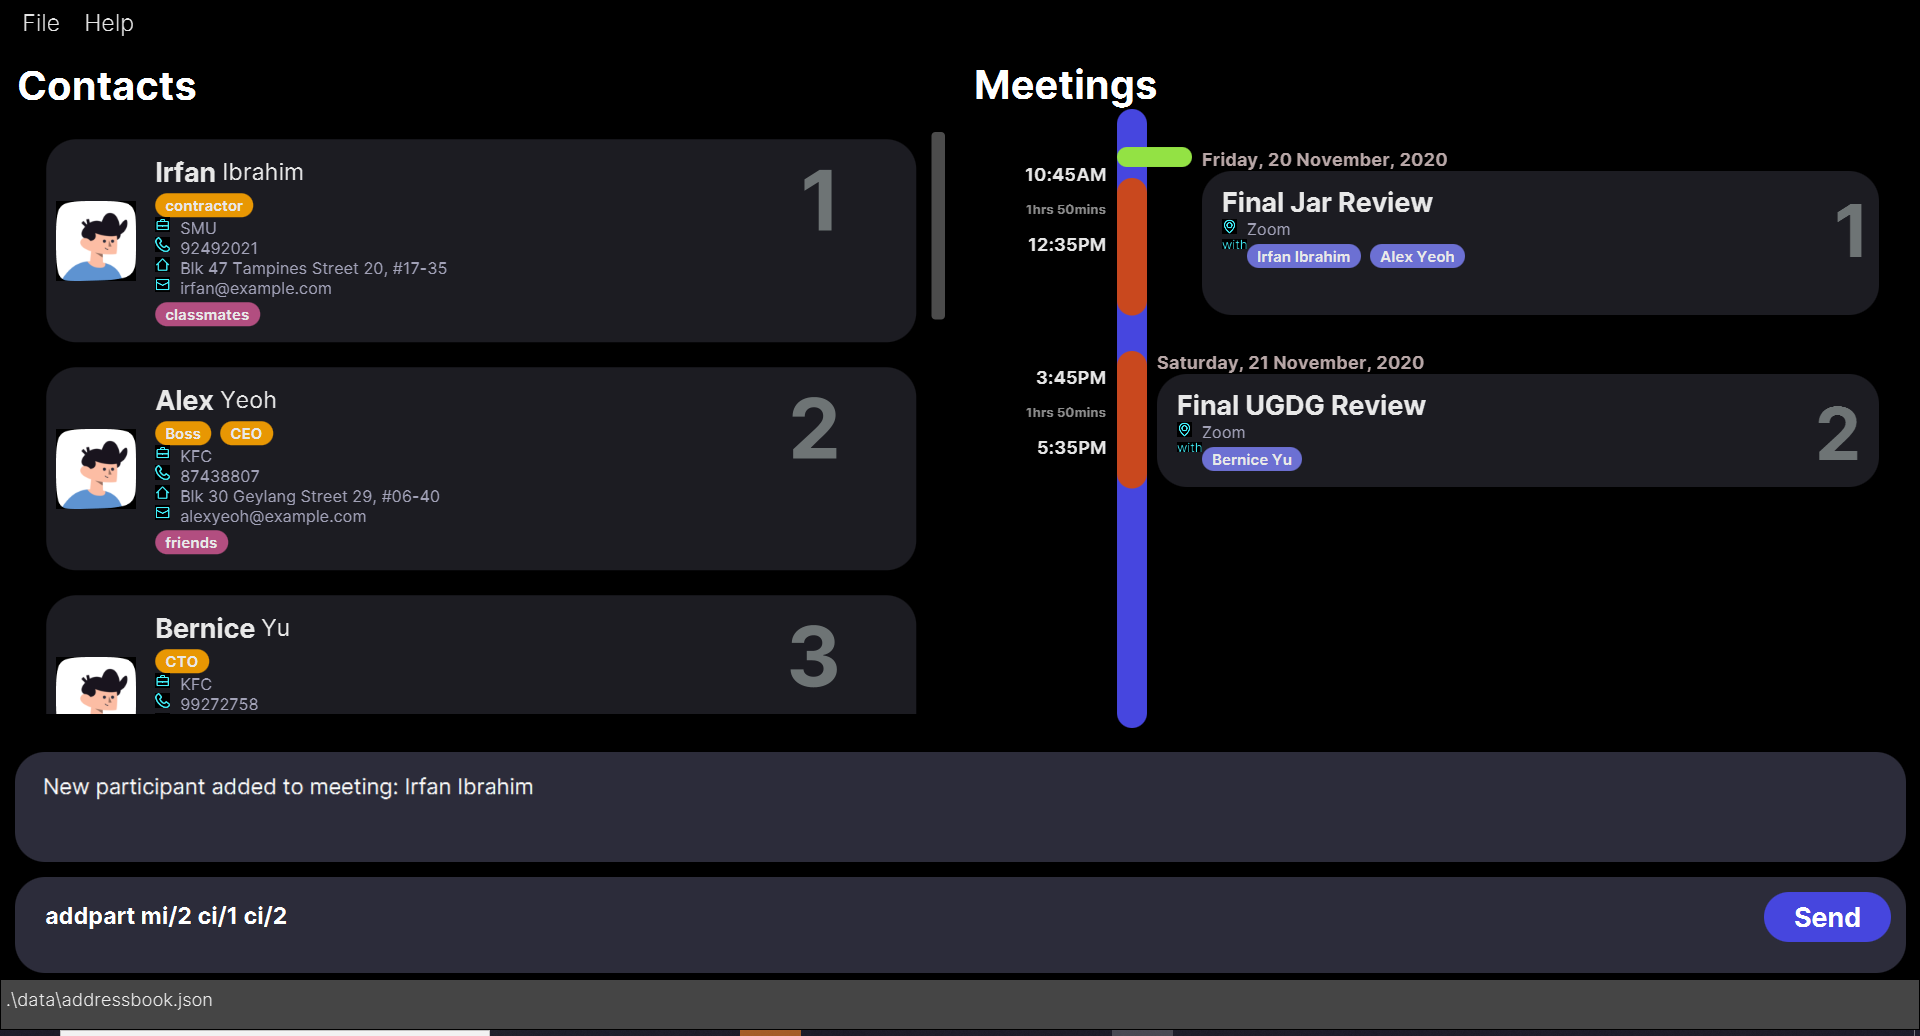 File Help
Contacts
Irfan Ibrahim
1
contractor
SMU
92492021
Blk 47 Tampines Street 20, #17-35
irfan@example.com
classmates
Alex Yeoh
2
Boss CEO
KFC
87438807
Blk 30 Geylang Street 29, #06-40
alexyeoh@example.com
friends
Bernice Yu
3
CTO
KFC
99272758
Meetings
Friday, 20 November, 2020
10:45AM
1hrs 50mins
12:35PM
Final Jar Review
1
Zoom
with Irfan Ibrahim Alex Yeoh
Saturday, 21 November, 2020
3:45PM
1hrs 50mins
5:35PM
Final UGDG Review
2
Zoom
with Bernice Yu
New participant added to meeting: Irfan Ibrahim
addpart mi/2 ci/1 ci/2
Send
.\data\addressbook.json